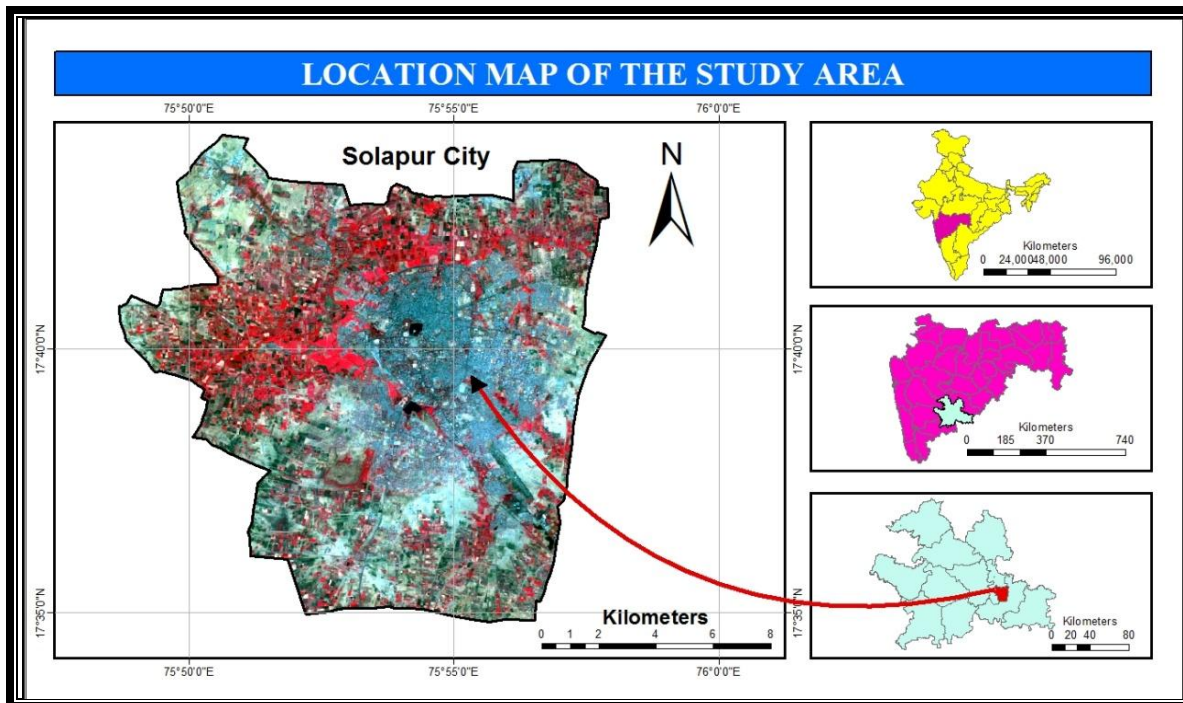 LOCATION MAP OF THE STUDY AREA
75°50'0"E 75°55'0"E 76°0'0"E
Solapur City
N
17°40'0"N 17°40'0"N
17°35'0"N 17°35'0"N
Kilometers
0 1 2 4 6 8
75°50'0"E 75°55'0"E 76°0'0"E
Kilometers
0 24,00048,000 96,000
Kilometers
0 185 370 740
Kilometers
0 20 40 80